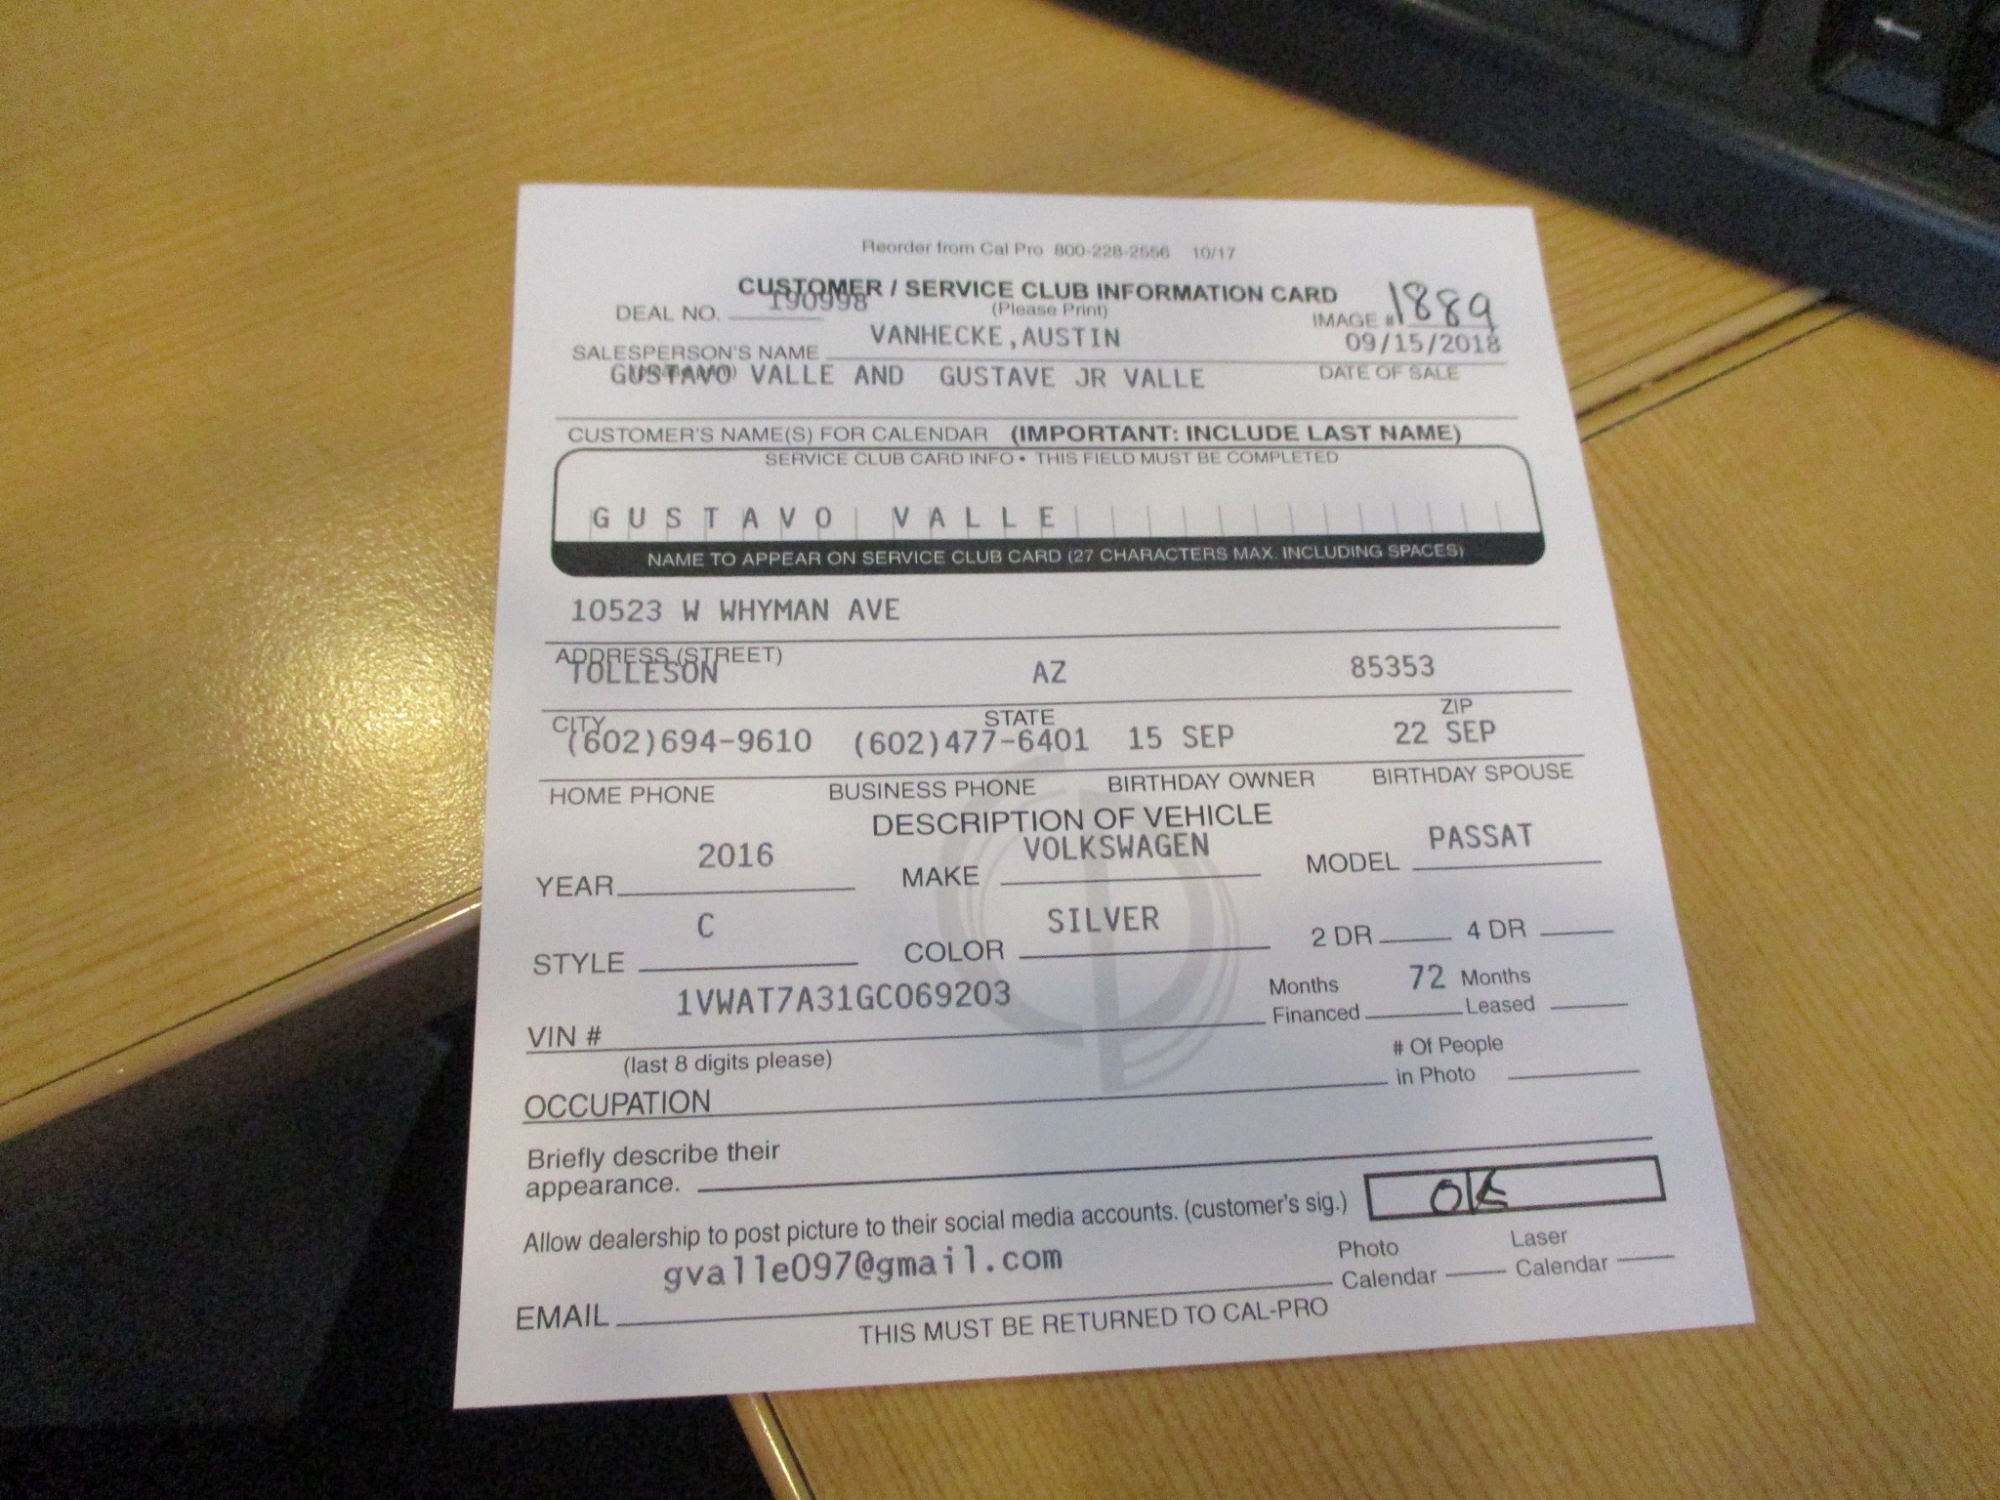 Reorder from Cal Pro 800-228-2556 10/17
CUSTOMER / SERVICE CLUB INFORMATION CARD
DEAL NO. 190998 (Please Print) IMAGE # 1889
SALESPERSON'S NAME VANHECKE,AUSTIN 09/15/2018
GUSTAVO VALLE AND GUSTAVE JR VALLE DATE OF SALE
CUSTOMER'S NAME(S) FOR CALENDAR (IMPORTANT: INCLUDE LAST NAME)
SERVICE CLUB CARD INFO • THIS FIELD MUST BE COMPLETED
GUSTAVO VALLE
NAME TO APPEAR ON SERVICE CLUB CARD (27 CHARACTERS MAX. INCLUDING SPACES)
10523 W WHYMAN AVE
ADDRESS (STREET)
TOLLESON AZ 85353
CITY STATE ZIP
(602)694-9610 (602)477-6401 15 SEP 22 SEP
HOME PHONE BUSINESS PHONE BIRTHDAY OWNER BIRTHDAY SPOUSE
DESCRIPTION OF VEHICLE
YEAR 2016 MAKE VOLKSWAGEN MODEL PASSAT
STYLE C COLOR SILVER 2 DR 4 DR
VIN # 1VWAT7A31GC069203 Months Financed 72 Months Leased
(last 8 digits please)
OCCUPATION # Of People in Photo
Briefly describe their
appearance.
Allow dealership to post picture to their social media accounts. (customer's sig.) OK
EMAIL gvalle097@gmail.com Photo Calendar Laser Calendar
THIS MUST BE RETURNED TO CAL-PRO